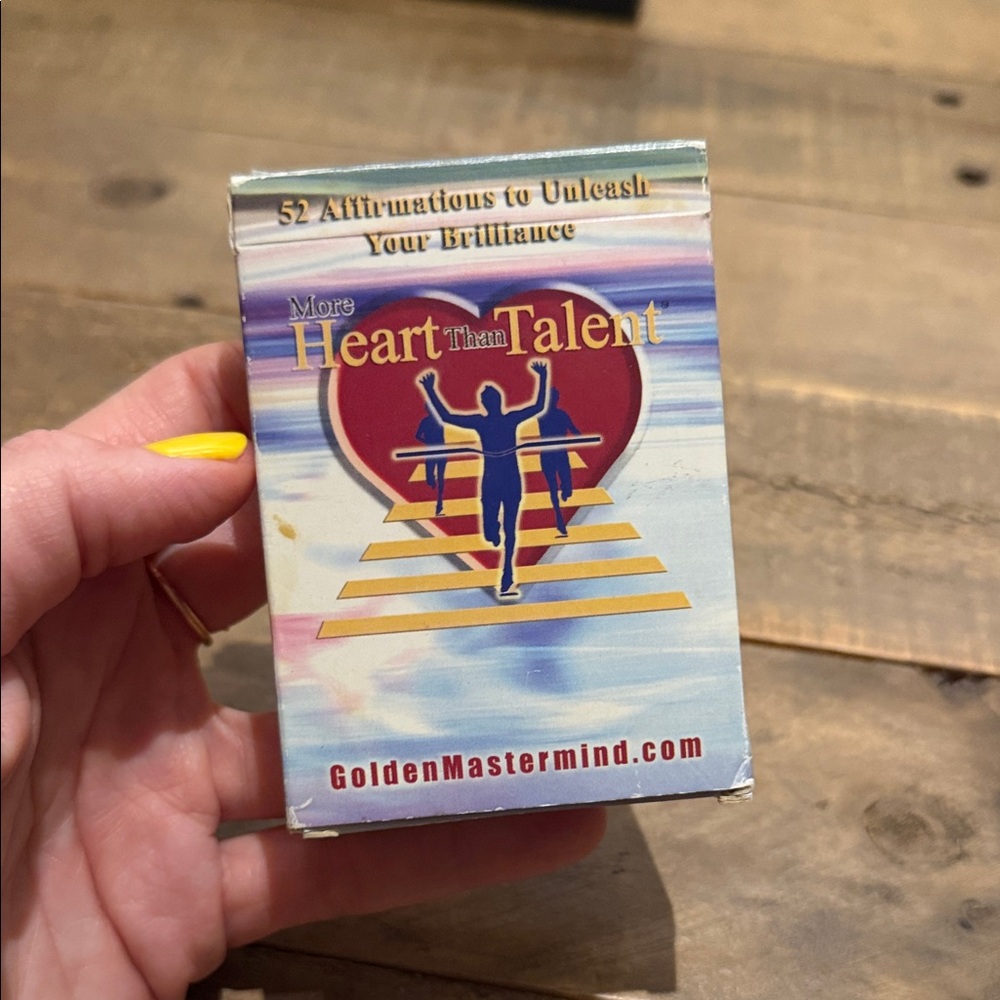 52 Affirmations to Unleash
Your Brilliance
More
Heart Than Talent
GoldenMastermind.com